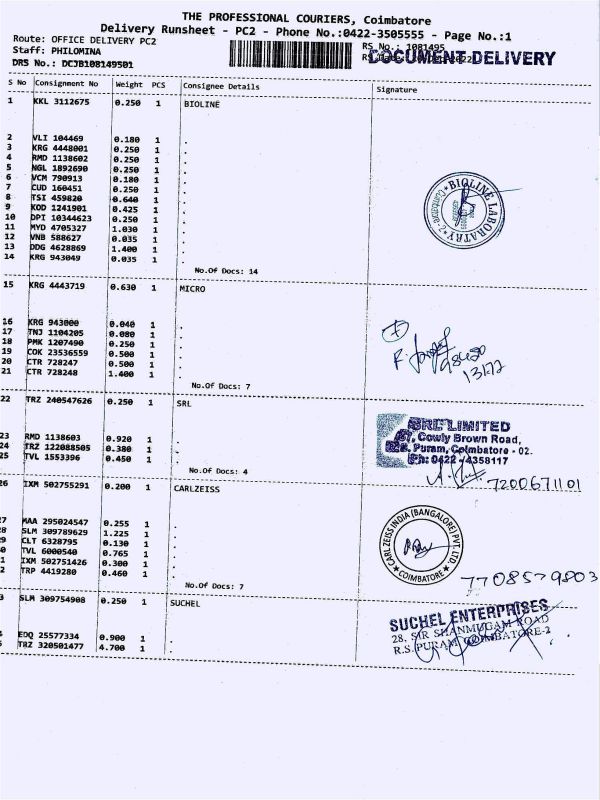 THE PROFESSIONAL COURIERS, Coimbatore
Delivery Runsheet - PC2 - Phone No.:0422-3505555 - Page No.:1
Route: OFFICE DELIVERY PC2
Staff: PHILOMINA
DRS No.: DCJB108149501
RS No.: 1081495
DOCUMENT DELIVERY
S No Consignment No Weight PCS Consignee Details Signature
1 KKL 3112675 0.250 1 BIOLINE
2 VLI 104469 0.180 1 .
3 KRG 4448001 0.250 1 .
4 RMD 1138602 0.250 1 .
5 NGL 1892690 0.250 1 .
6 VCM 790913 0.180 1 .
7 CUD 160451 0.250 1 .
8 TSI 459820 0.640 1 .
9 KOD 1241901 0.425 1 .
10 DPI 10344623 0.250 1 .
11 MYD 4705327 1.030 1 .
12 VNB 588627 0.035 1 .
13 DDG 4628869 1.400 1 .
14 KRG 943049 0.035 1 .
No.Of Docs: 14
BIOLINE LABORATRY
Coimbatore-2
15 KRG 4443719 0.630 1 MICRO
16 KRG 943000 0.040 1 .
17 TNJ 1104205 0.080 1 .
18 PMK 1207490 0.250 1 .
19 COK 23536559 0.500 1 .
20 CTR 728247 0.500 1 .
21 CTR 728248 1.400 1 .
No.Of Docs: 7
7
98420
13172
22 TRZ 240547626 0.250 1 SRL
23 RMD 1138603 0.920 1 .
24 TRZ 122088505 0.380 1 .
25 TVL 1553396 0.450 1 .
No.Of Docs: 4
SRL LIMITED
Cowly Brown Road,
Puram, Coimbatore - 02.
Ph: 0422 - 4358117
7200671101
26 IXM 502755291 0.200 1 CARLZEISS
27 MAA 295024547 0.255 1 .
28 SLM 309789629 1.225 1 .
29 CLT 6328795 0.130 1 .
0 TVL 6000540 0.765 1 .
1 IXM 502751426 0.300 1 .
2 TRP 4419280 0.460 1 .
No.Of Docs: 7
CARL ZEISS INDIA (BANGALORE) PVT. LTD.
COIMBATORE
7708579803
3 SLM 309754908 0.250 1 SUCHEL
EDQ 25577334 0.900 1 .
TRZ 320501477 4.700 1 .
SUCHEL ENTERPRISES
28, SIR SHANMUGAM ROAD
R.S. PURAM, COIMBATORE-2